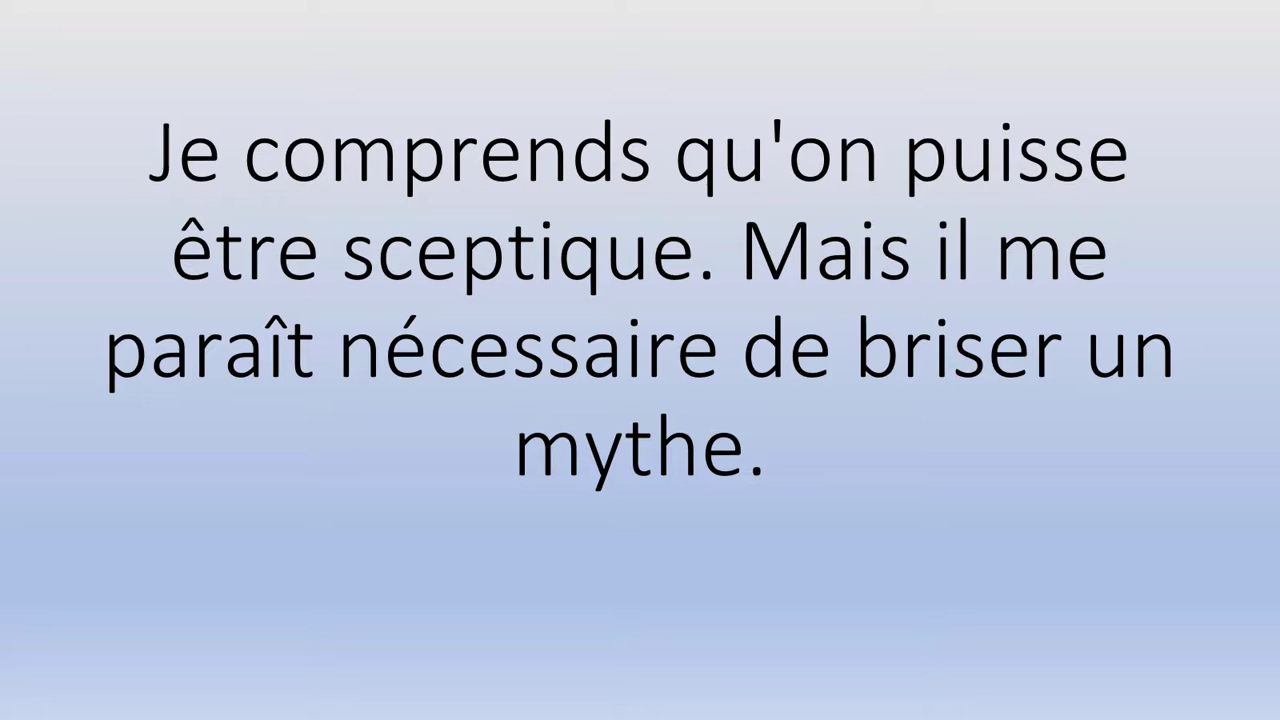 Je comprends qu'on puisse
être sceptique. Mais il me
paraît nécessaire de briser un
mythe.